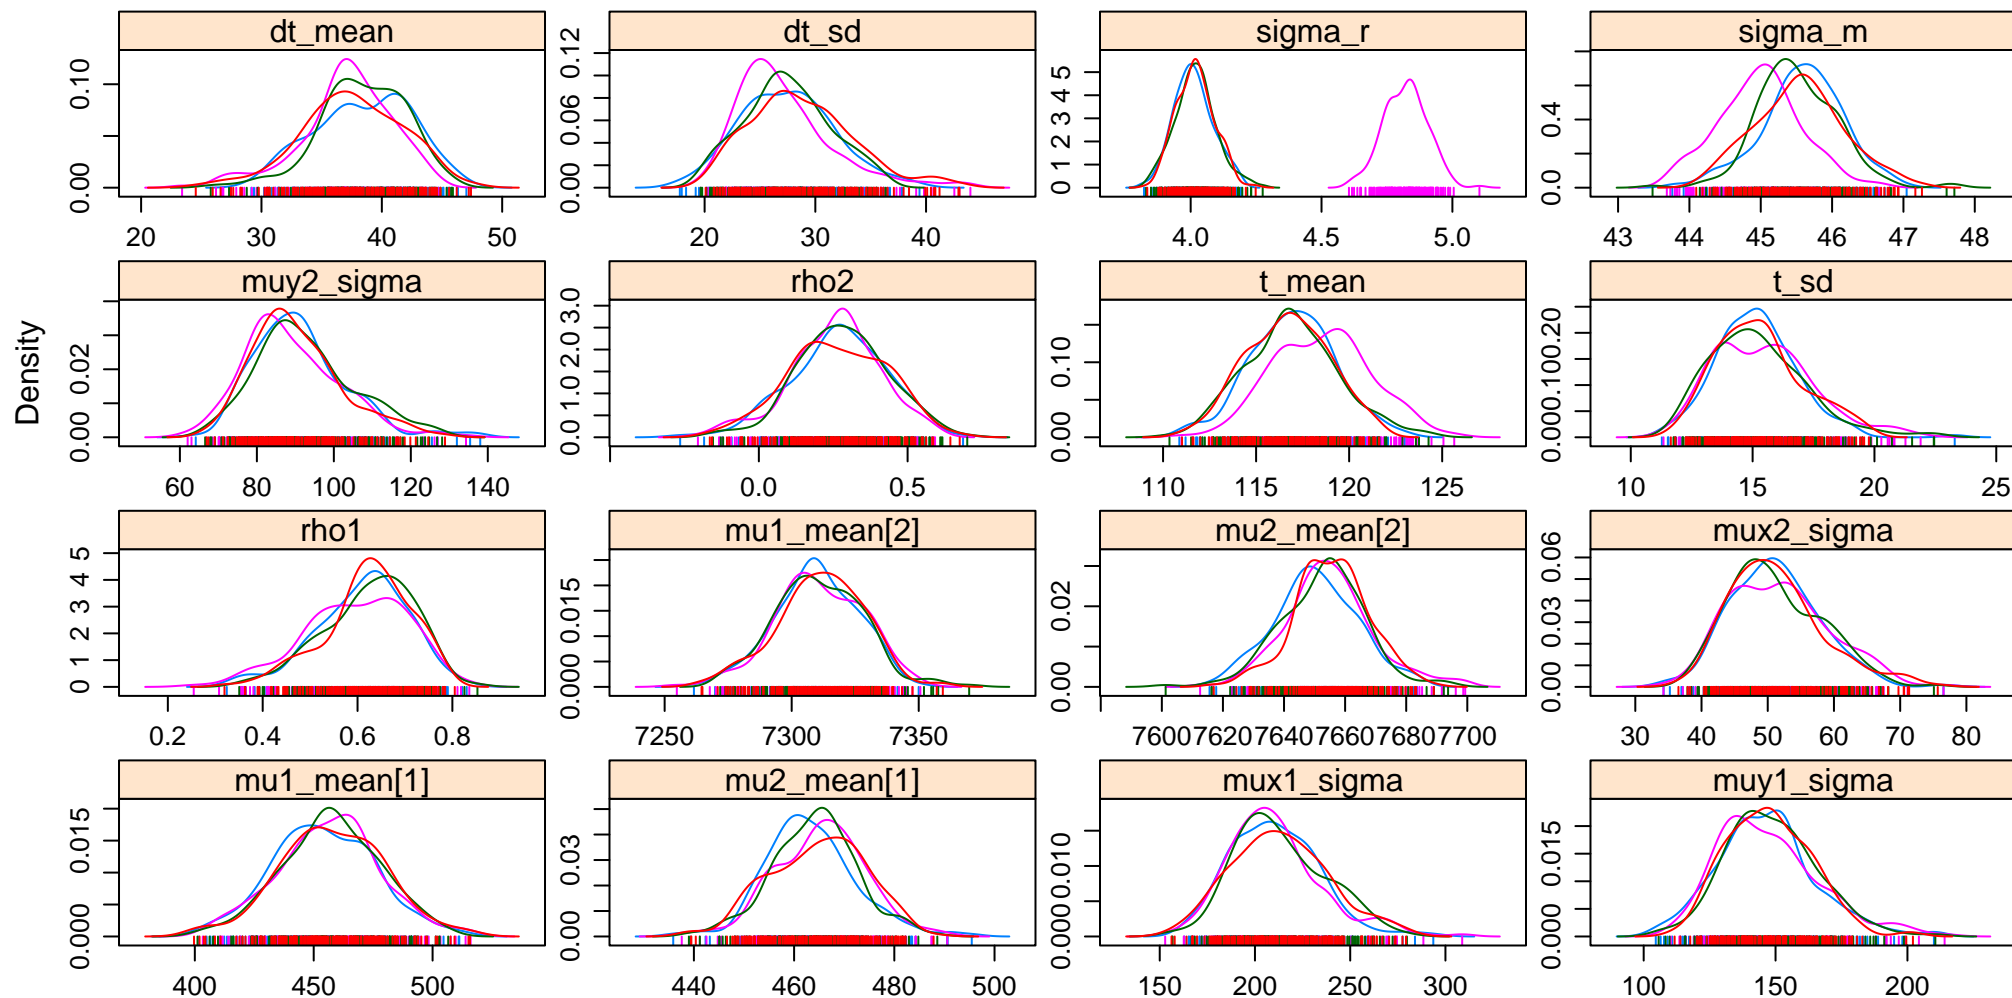 dt_mean dt_sd sigma_r sigma_m
0.00 0.10 0.00 0.06 0.12 0 1 2 3 4 5 0.0 0.4
20 30 40 50 20 30 40 4.0 4.5 5.0 43 44 45 46 47 48
muy2_sigma rho2 t_mean t_sd
Density
0.00 0.02 0.0 1.0 2.0 3.0 0.00 0.10 0.00 0.10 0.20
60 80 100 120 140 0.0 0.5 110 115 120 125 10 15 20 25
rho1 mu1_mean[2] mu2_mean[2] mux2_sigma
0 1 2 3 4 5 0.000 0.015 0.00 0.02 0.00 0.03 0.06
0.2 0.4 0.6 0.8 7250 7300 7350 7600 7620 7640 7660 7680 7700 30 40 50 60 70 80
mu1_mean[1] mu2_mean[1] mux1_sigma muy1_sigma
0.000 0.015 0.00 0.03 0.000 0.010 0.000 0.015
400 450 500 440 460 480 500 150 200 250 300 100 150 200